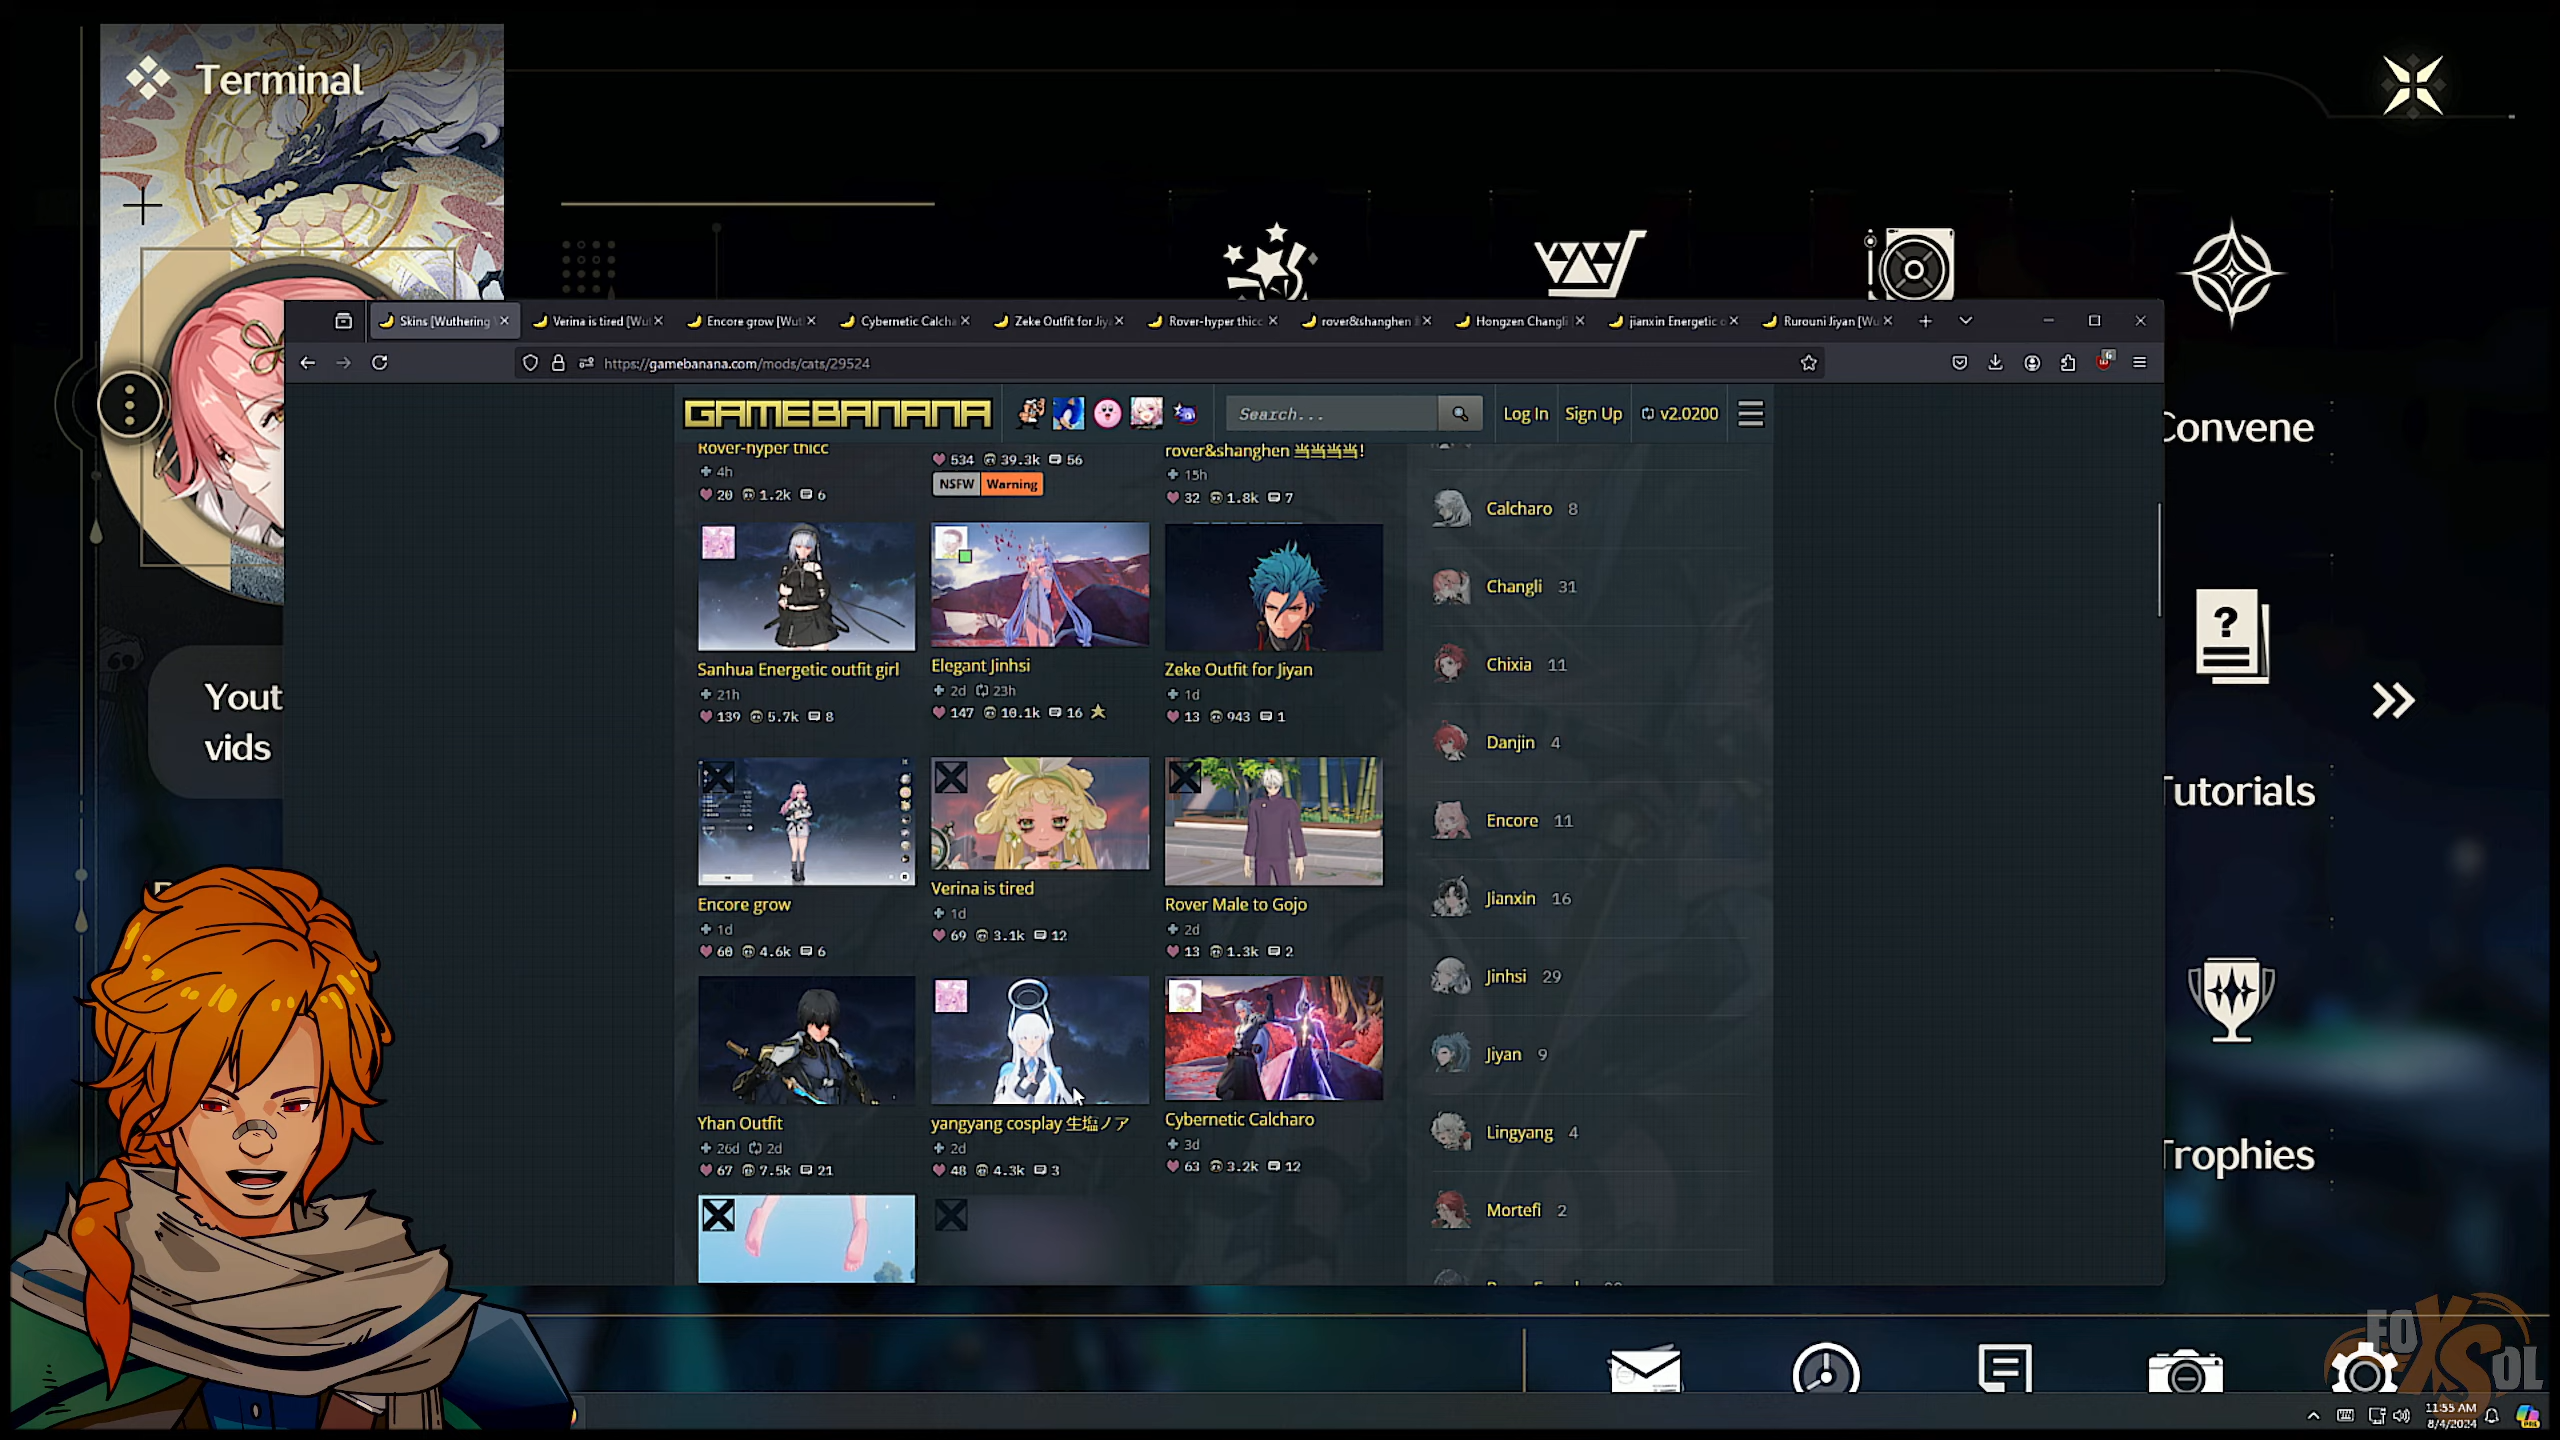 Terminal
Skins [Wuthering
Verina is tired [Wut
Encore grow [Wut
Cybernetic Calcha
Zeke Outfit for Jiya
Rover-hyper thicc
rover&shanghen
Hongzen Changli
jianxin Energetic o
Rurouni Jiyan [Wu
https://gamebanana.com/mods/cats/29524
6
GAMEBANANA
Search...
Log In
Sign Up
v2.0200
Convene
Tutorials
Trophies
Yout
vids
Rover-hyper thicc
4h
20 1.2k 6
534 39.3k 56
NSFW Warning
rover&shanghen 当当当当!
15h
32 1.8k 7
Sanhua Energetic outfit girl
21h
139 5.7k 8
Elegant Jinhsi
2d 23h
147 10.1k 16
Zeke Outfit for Jiyan
1d
13 943 1
Encore grow
1d
60 4.6k 6
Verina is tired
1d
69 3.1k 12
Rover Male to Gojo
2d
13 1.3k 2
Yhan Outfit
26d 2d
67 7.5k 21
yangyang cosplay 生塩ノア
2d
48 4.3k 3
Cybernetic Calcharo
3d
63 3.2k 12
Calcharo 8
Changli 31
Chixia 11
Danjin 4
Encore 11
Jianxin 16
Jinhsi 29
Jiyan 9
Lingyang 4
Mortefi 2
FOXSOL
11:55 AM
8/4/2024